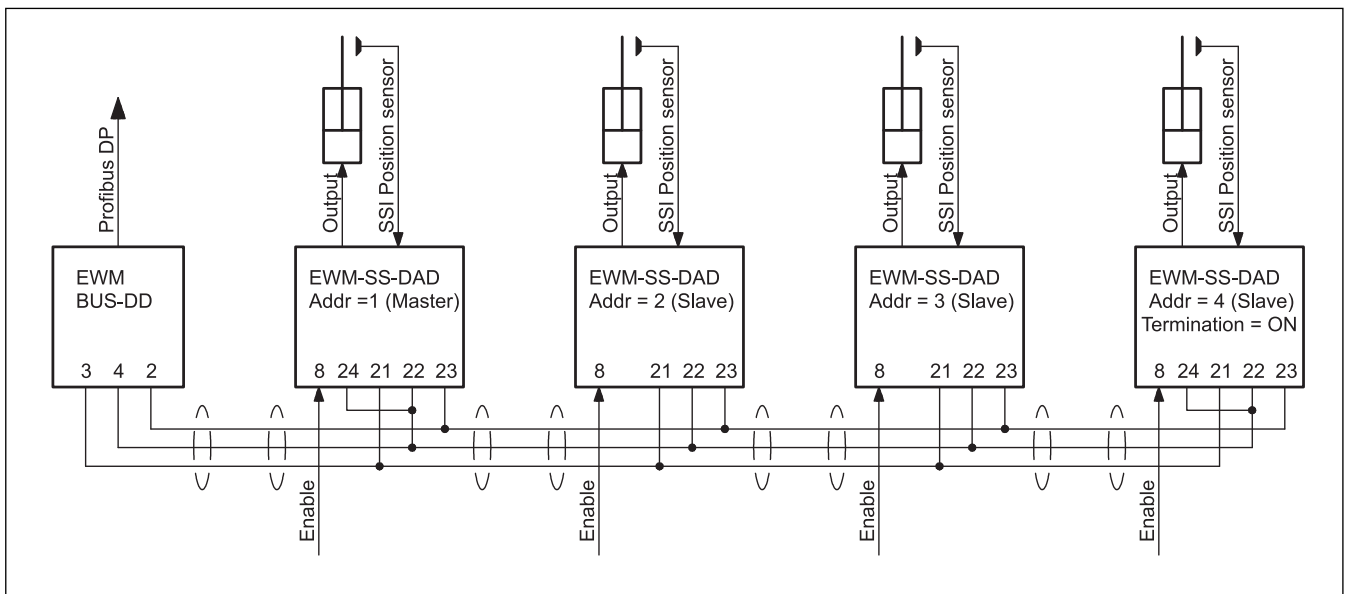 Profibus DP
EWM
BUS-DD
3 4 2
Output
SSI Position sensor
EWM-SS-DAD
Addr =1 (Master)
8 24 21 22 23
Enable
Output
SSI Position sensor
EWM-SS-DAD
Addr = 2 (Slave)
8 21 22 23
Enable
Output
SSI Position sensor
EWM-SS-DAD
Addr = 3 (Slave)
8 21 22 23
Enable
Output
SSI Position sensor
EWM-SS-DAD
Addr = 4 (Slave)
Termination = ON
8 24 21 22 23
Enable